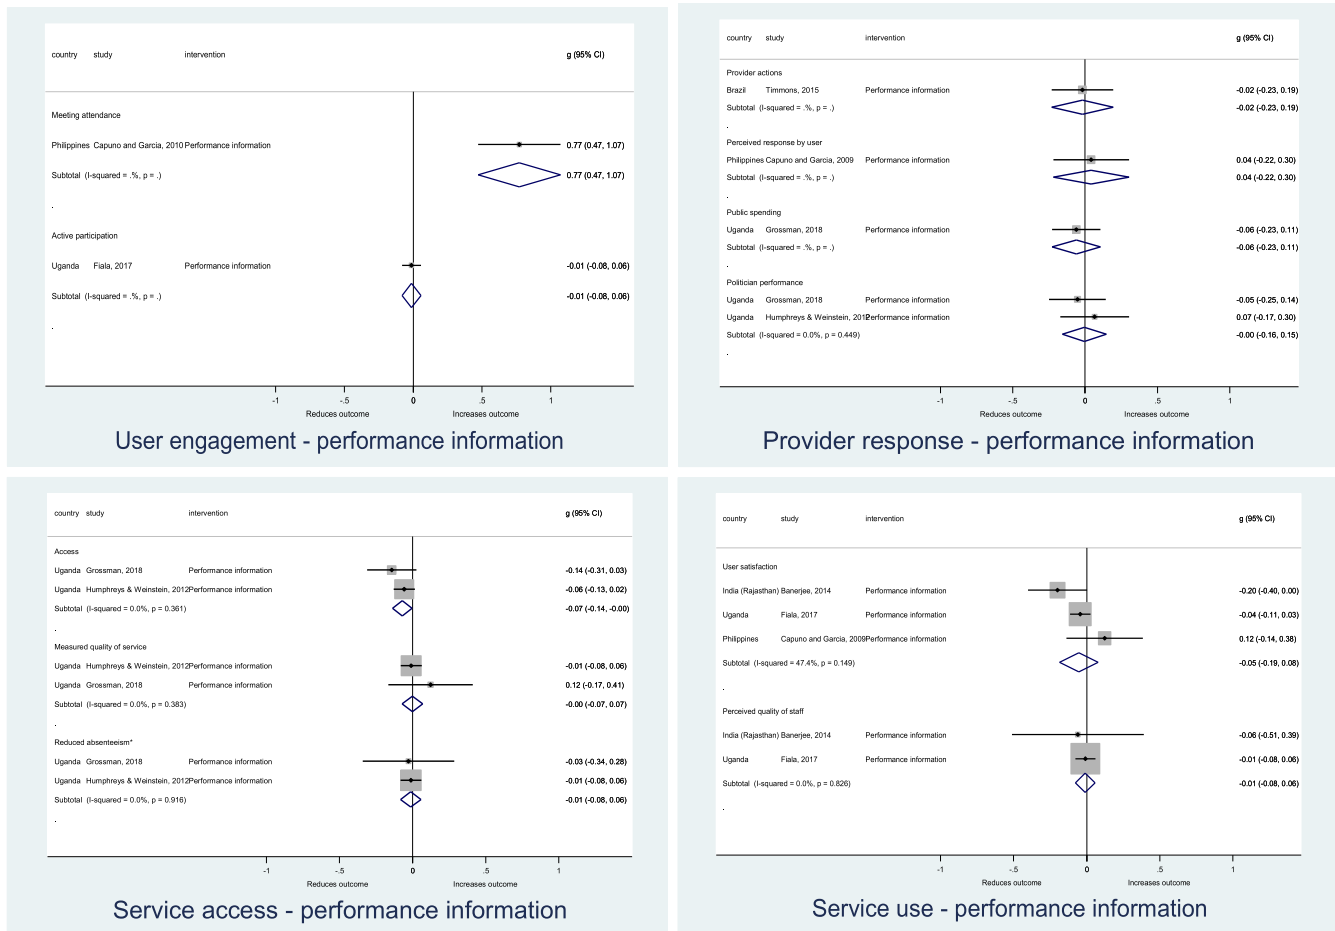 country study intervention g (95% CI)
Meeting attendance
Philippines Capuno and Garcia, 2010 Performance information 0.77 (0.47, 1.07)
Subtotal (I-squared = .%, p = .) 0.77 (0.47, 1.07)
.
Active participation
Uganda Fiala, 2017 Performance information -0.01 (-0.08, 0.06)
Subtotal (I-squared = .%, p = .) -0.01 (-0.08, 0.06)
.
-1 -.5 0 .5 1
Reduces outcome Increases outcome
User engagement - performance information
country study intervention g (95% CI)
Provider actions
Brazil Timmons, 2015 Performance information -0.02 (-0.23, 0.19)
Subtotal (I-squared = .%, p = .) -0.02 (-0.23, 0.19)
.
Perceived response by user
Philippines Capuno and Garcia, 2009 Performance information 0.04 (-0.22, 0.30)
Subtotal (I-squared = .%, p = .) 0.04 (-0.22, 0.30)
.
Public spending
Uganda Grossman, 2018 Performance information -0.06 (-0.23, 0.11)
Subtotal (I-squared = .%, p = .) -0.06 (-0.23, 0.11)
.
Politician performance
Uganda Grossman, 2018 Performance information -0.05 (-0.25, 0.14)
Uganda Humphreys & Weinstein, 2012 Performance information 0.07 (-0.17, 0.30)
Subtotal (I-squared = 0.0%, p = 0.449) -0.00 (-0.16, 0.15)
.
-1 -.5 0 .5 1
Reduces outcome Increases outcome
Provider response - performance information
country study intervention g (95% CI)
Access
Uganda Grossman, 2018 Performance information -0.14 (-0.31, 0.03)
Uganda Humphreys & Weinstein, 2012 Performance information -0.06 (-0.13, 0.02)
Subtotal (I-squared = 0.0%, p = 0.361) -0.07 (-0.14, -0.00)
.
Measured quality of service
Uganda Humphreys & Weinstein, 2012 Performance information -0.01 (-0.08, 0.06)
Uganda Grossman, 2018 Performance information 0.12 (-0.17, 0.41)
Subtotal (I-squared = 0.0%, p = 0.383) -0.00 (-0.07, 0.07)
.
Reduced absenteeism*
Uganda Grossman, 2018 Performance information -0.03 (-0.34, 0.28)
Uganda Humphreys & Weinstein, 2012 Performance information -0.01 (-0.08, 0.06)
Subtotal (I-squared = 0.0%, p = 0.916) -0.01 (-0.08, 0.06)
.
-1 -.5 0 .5 1
Reduces outcome Increases outcome
Service access - performance information
country study intervention g (95% CI)
User satisfaction
India (Rajasthan) Banerjee, 2014 Performance information -0.20 (-0.40, 0.00)
Uganda Fiala, 2017 Performance information -0.04 (-0.11, 0.03)
Philippines Capuno and Garcia, 2009 Performance information 0.12 (-0.14, 0.38)
Subtotal (I-squared = 47.4%, p = 0.149) -0.05 (-0.19, 0.08)
.
Perceived quality of staff
India (Rajasthan) Banerjee, 2014 Performance information -0.06 (-0.51, 0.39)
Uganda Fiala, 2017 Performance information -0.01 (-0.08, 0.06)
Subtotal (I-squared = 0.0%, p = 0.826) -0.01 (-0.08, 0.06)
.
-1 -.5 0 .5 1
Reduces outcome Increases outcome
Service use - performance information